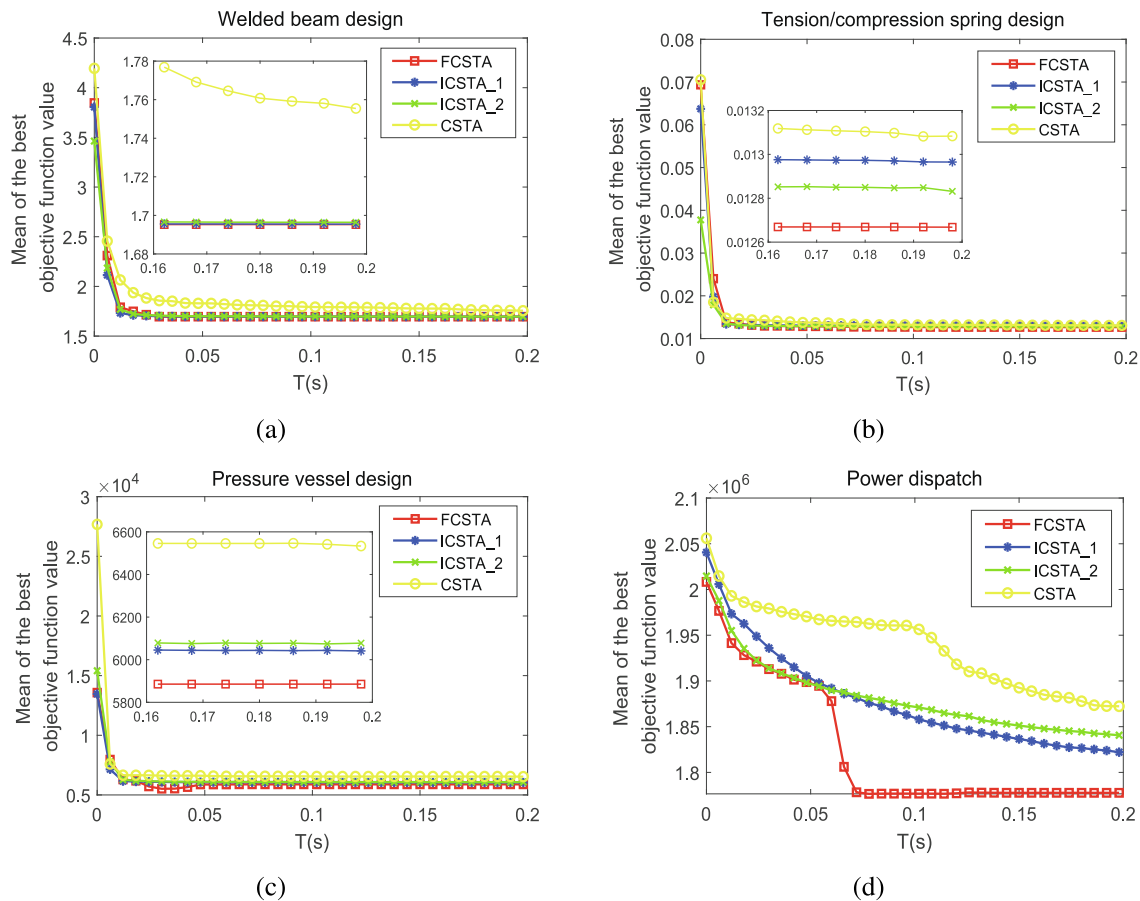 Welded beam design
4.5
4
3.5
3
2.5
2
1.5
Mean of the best
objective function value
1.78
1.76
1.74
1.72
1.7
1.68
0.16 0.17 0.18 0.19 0.2
FCSTA
ICSTA_1
ICSTA_2
CSTA
0 0.05 0.1 0.15 0.2
T(s)
(a)
Tension/compression spring design
0.08
0.07
0.06
0.05
0.04
0.03
0.02
0.01
Mean of the best
objective function value
0.0132
0.013
0.0128
0.0126
0.16 0.17 0.18 0.19 0.2
FCSTA
ICSTA_1
ICSTA_2
CSTA
0 0.05 0.1 0.15 0.2
T(s)
(b)
Pressure vessel design
×10^4
3
2.5
2
1.5
1
0.5
Mean of the best
objective function value
6600
6400
6200
6000
5800
0.16 0.17 0.18 0.19 0.2
FCSTA
ICSTA_1
ICSTA_2
CSTA
0 0.05 0.1 0.15 0.2
T(s)
(c)
Power dispatch
×10^6
2.1
2.05
2
1.95
1.9
1.85
1.8
Mean of the best
objective function value
FCSTA
ICSTA_1
ICSTA_2
CSTA
0 0.05 0.1 0.15 0.2
T(s)
(d)